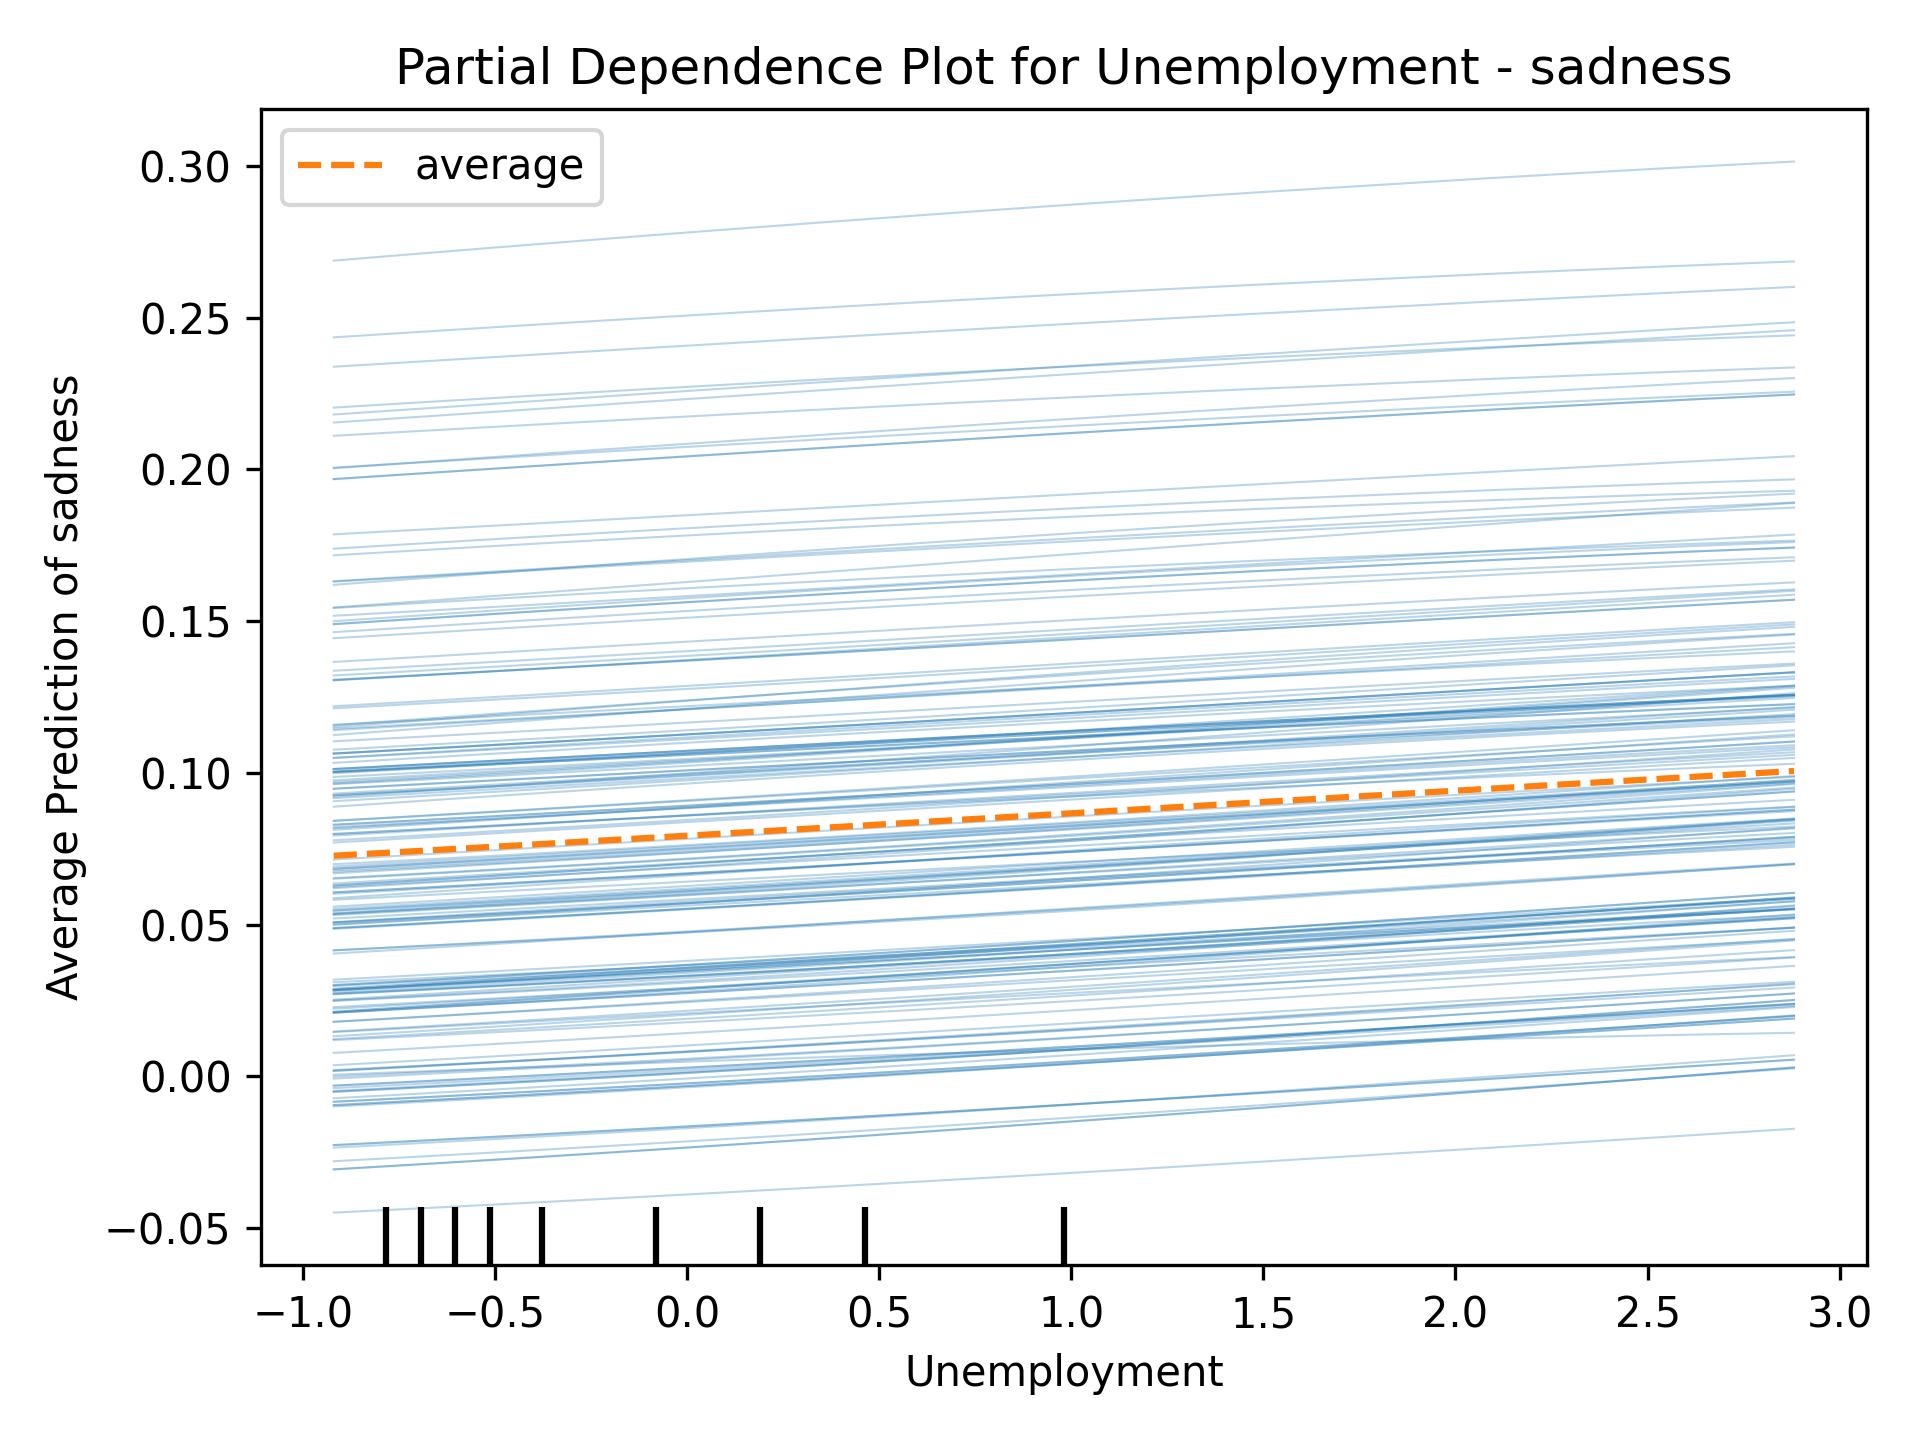 Partial Dependence Plot for Unemployment - sadness
average
0.30
0.25
0.20
0.15
0.10
0.05
0.00
−0.05
Average Prediction of sadness
−1.0 −0.5 0.0 0.5 1.0 1.5 2.0 2.5 3.0
Unemployment